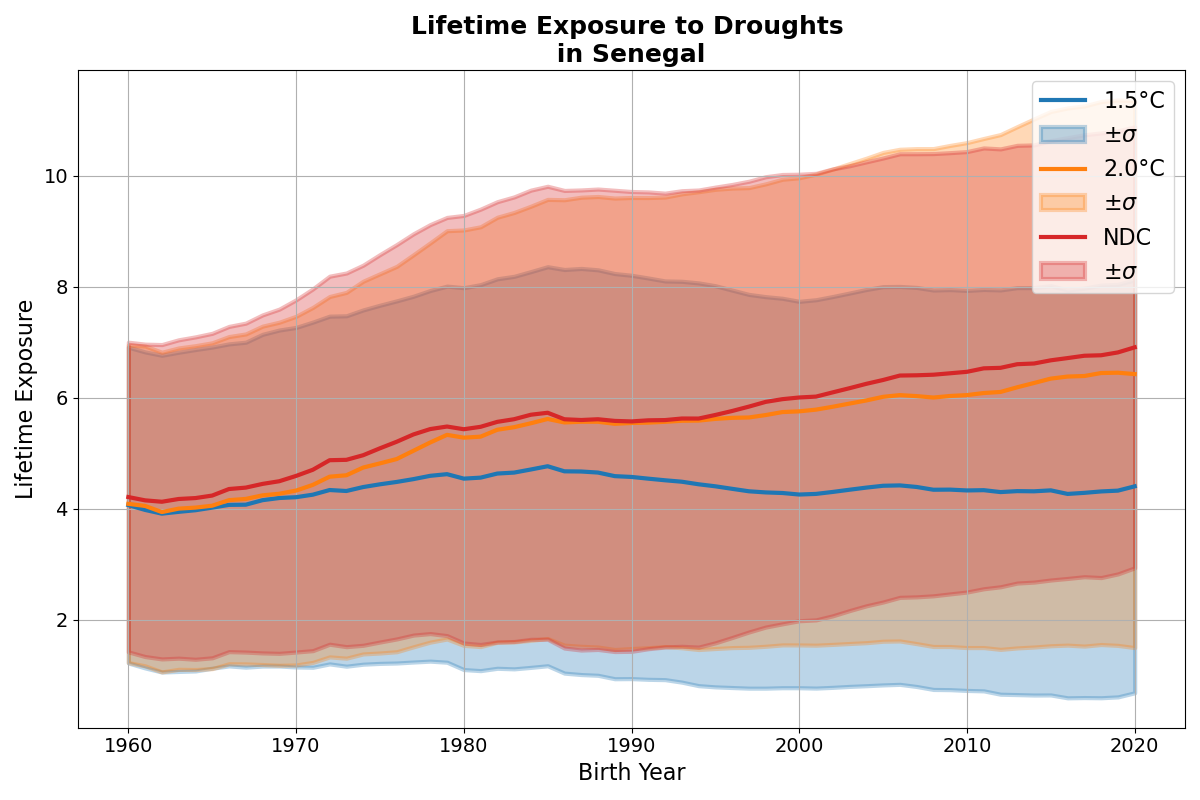 Lifetime Exposure to Droughts
in Senegal
1.5°C
±σ
2.0°C
±σ
NDC
±σ
Lifetime Exposure
10
8
6
4
2
1960 1970 1980 1990 2000 2010 2020
Birth Year